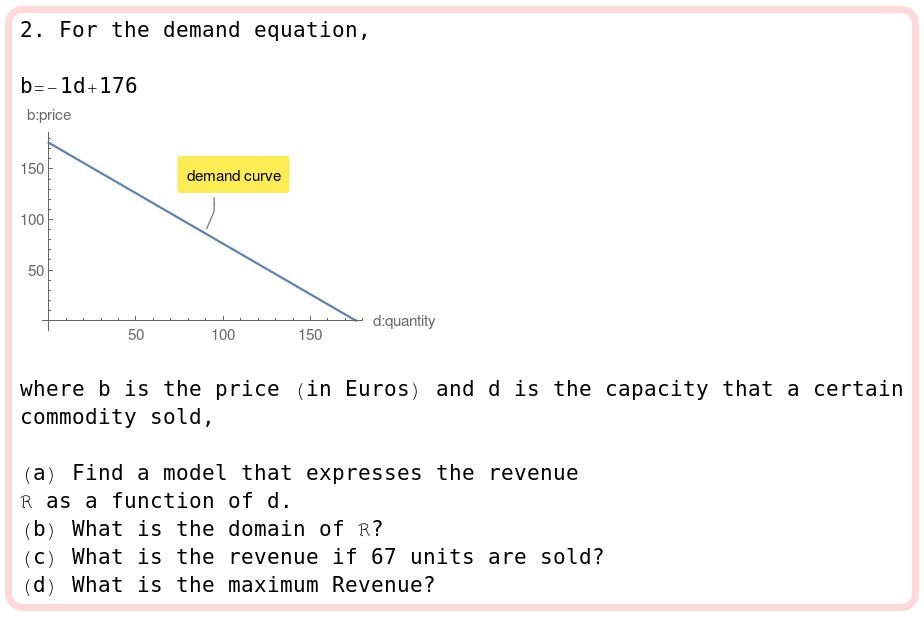 2. For the demand equation,
b=-1d+176
b:price
150
demand curve
100
50
50 100 150 d:quantity
where b is the price (in Euros) and d is the capacity that a certain
commodity sold,
(a) Find a model that expresses the revenue
ℛ as a function of d.
(b) What is the domain of ℛ?
(c) What is the revenue if 67 units are sold?
(d) What is the maximum Revenue?